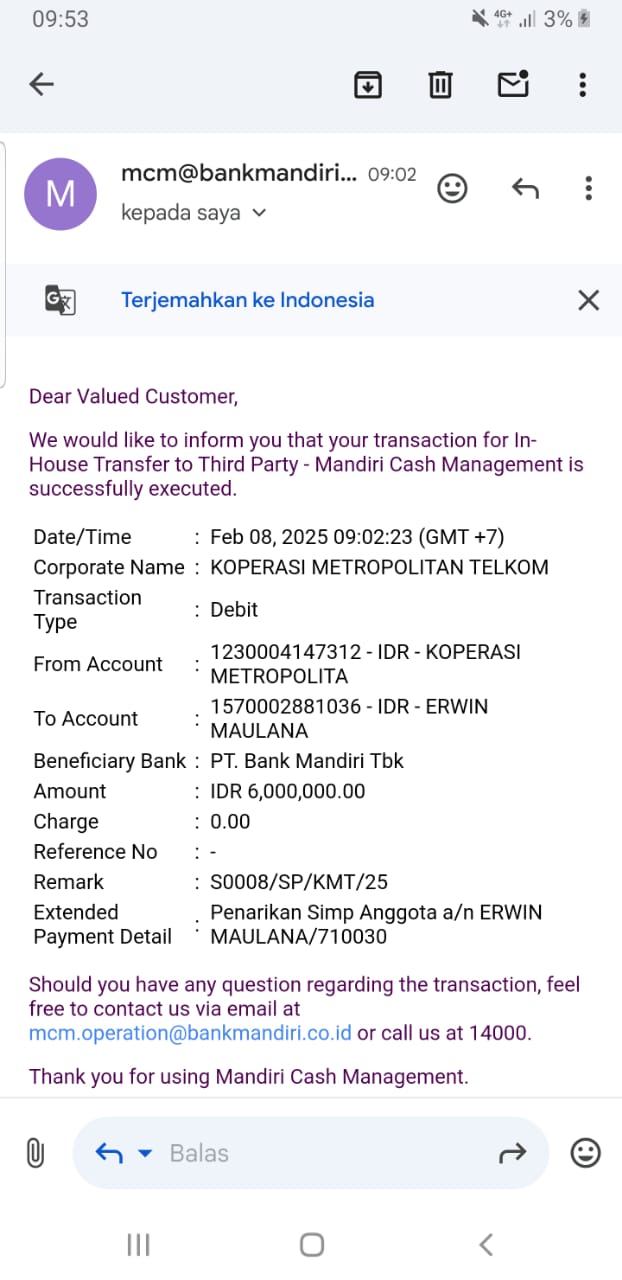 09:53
4G+ 3%
M
mcm@bankmandiri... 09:02
kepada saya
G
Terjemahkan ke Indonesia
Dear Valued Customer,
We would like to inform you that your transaction for In-
House Transfer to Third Party - Mandiri Cash Management is
successfully executed.
Date/Time : Feb 08, 2025 09:02:23 (GMT +7)
Corporate Name : KOPERASI METROPOLITAN TELKOM
Transaction
Type : Debit
From Account : 1230004147312 - IDR - KOPERASI
METROPOLITA
To Account : 1570002881036 - IDR - ERWIN
MAULANA
Beneficiary Bank : PT. Bank Mandiri Tbk
Amount : IDR 6,000,000.00
Charge : 0.00
Reference No : -
Remark : S0008/SP/KMT/25
Extended
Payment Detail : Penarikan Simp Anggota a/n ERWIN
MAULANA/710030
Should you have any question regarding the transaction, feel
free to contact us via email at
mcm.operation@bankmandiri.co.id or call us at 14000.
Thank you for using Mandiri Cash Management.
Balas